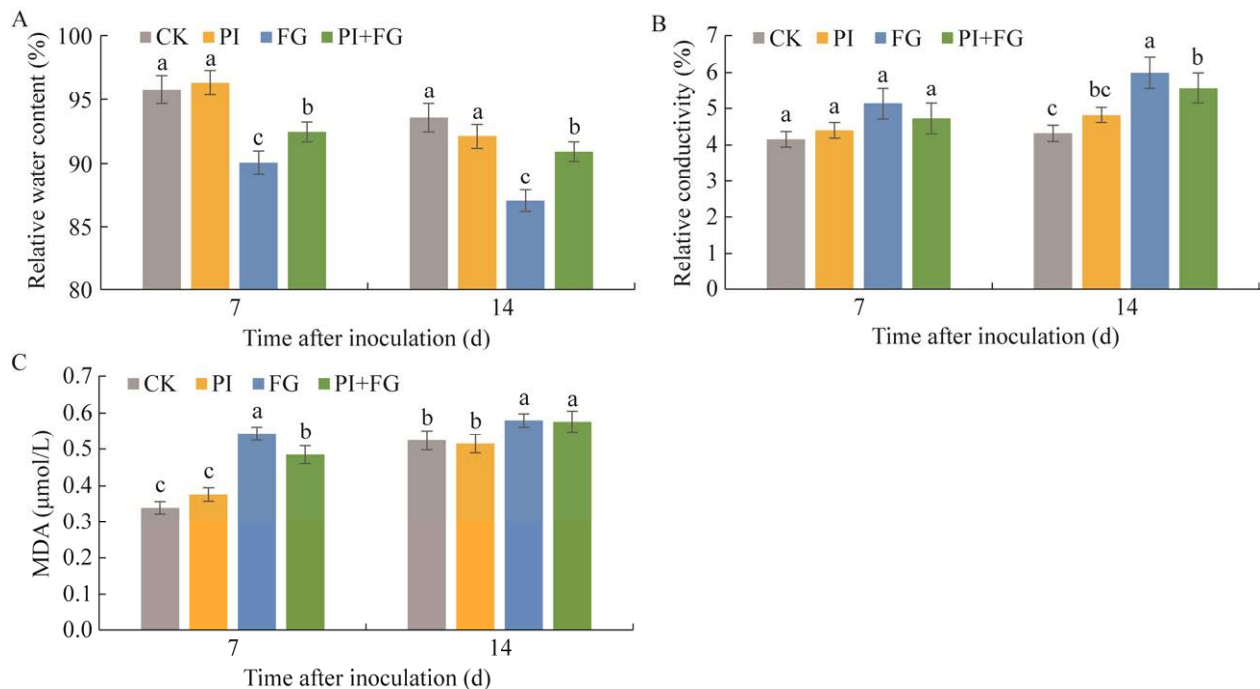 A
Relative water content (%)
100
95
90
85
80
CK PI FG PI+FG
a a c b
a a c b
7 14
Time after inoculation (d)
B
Relative conductivity (%)
7
6
5
4
3
2
1
0
CK PI FG PI+FG
a a a a
c bc a b
7 14
Time after inoculation (d)
C
MDA (μmol/L)
0.7
0.6
0.5
0.4
0.3
0.2
0.1
0.0
CK PI FG PI+FG
c c a b
b b a a
7 14
Time after inoculation (d)